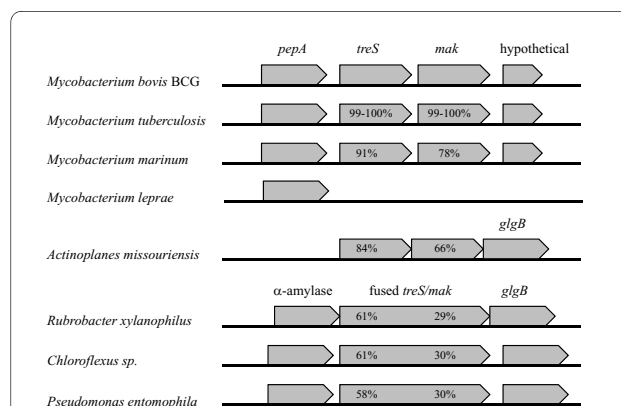 pepA treS mak hypothetical
Mycobacterium bovis BCG
Mycobacterium tuberculosis 99-100% 99-100%
Mycobacterium marinum 91% 78%
Mycobacterium leprae
glgB
Actinoplanes missouriensis 84% 66%
α-amylase fused treS/mak glgB
Rubrobacter xylanophilus 61% 29%
Chloroflexus sp. 61% 30%
Pseudomonas entomophila 58% 30%